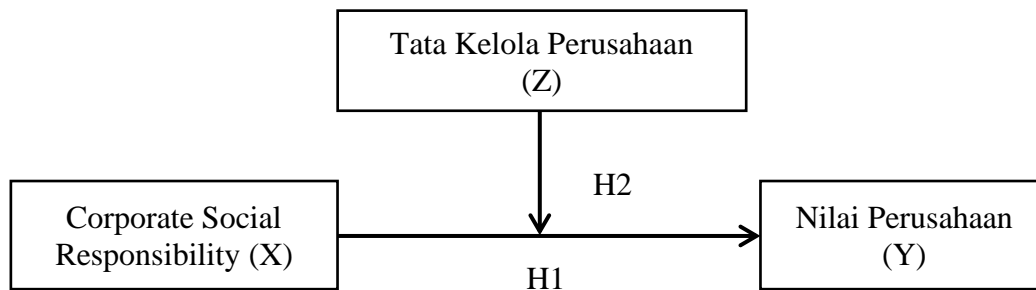 Tata Kelola Perusahaan
(Z)
H2
Corporate Social
Responsibility (X)
Nilai Perusahaan
(Y)
H1